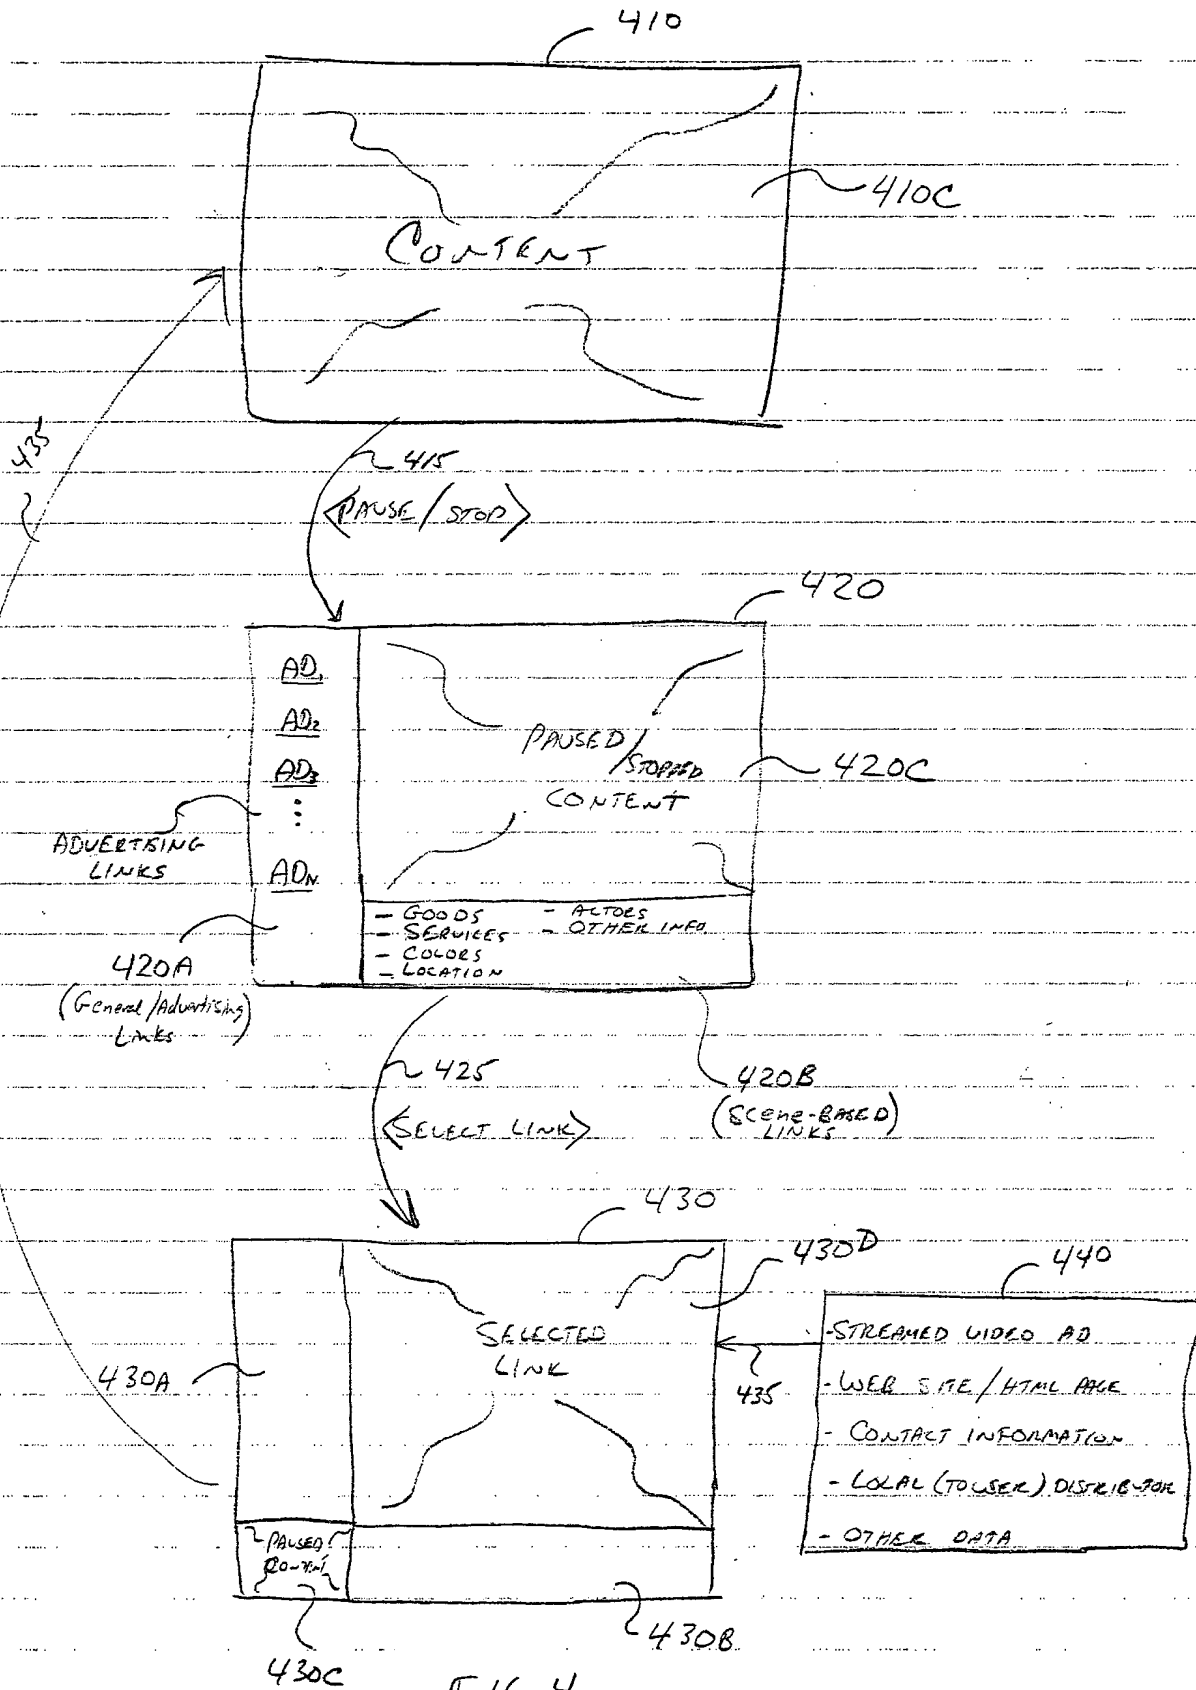 410
410C
CONTENT
435
415
<PAUSE/STOP>
420
AD1
AD2
AD3
...
ADN
PAUSED/
STOPPED
CONTENT
420C
ADVERTISING
LINKS
- GOODS
- SERVICES
- COLORS
- LOCATION
- ACTORS
- OTHER INFO.
420A
(General/Advertising)
Links
425
<SELECT LINK>
420B
(SCENE-BASED)
LINKS
430
430D
440
SELECTED
LINK
430A
435
-STREAMED VIDEO AD
-WEB SITE/HTML PAGE
- CONTACT INFORMATION
- LOCAL (TO USER) DISTRIBUTOR
- OTHER DATA
PAUSED
CONTENT
430B
430C
FIG. 4